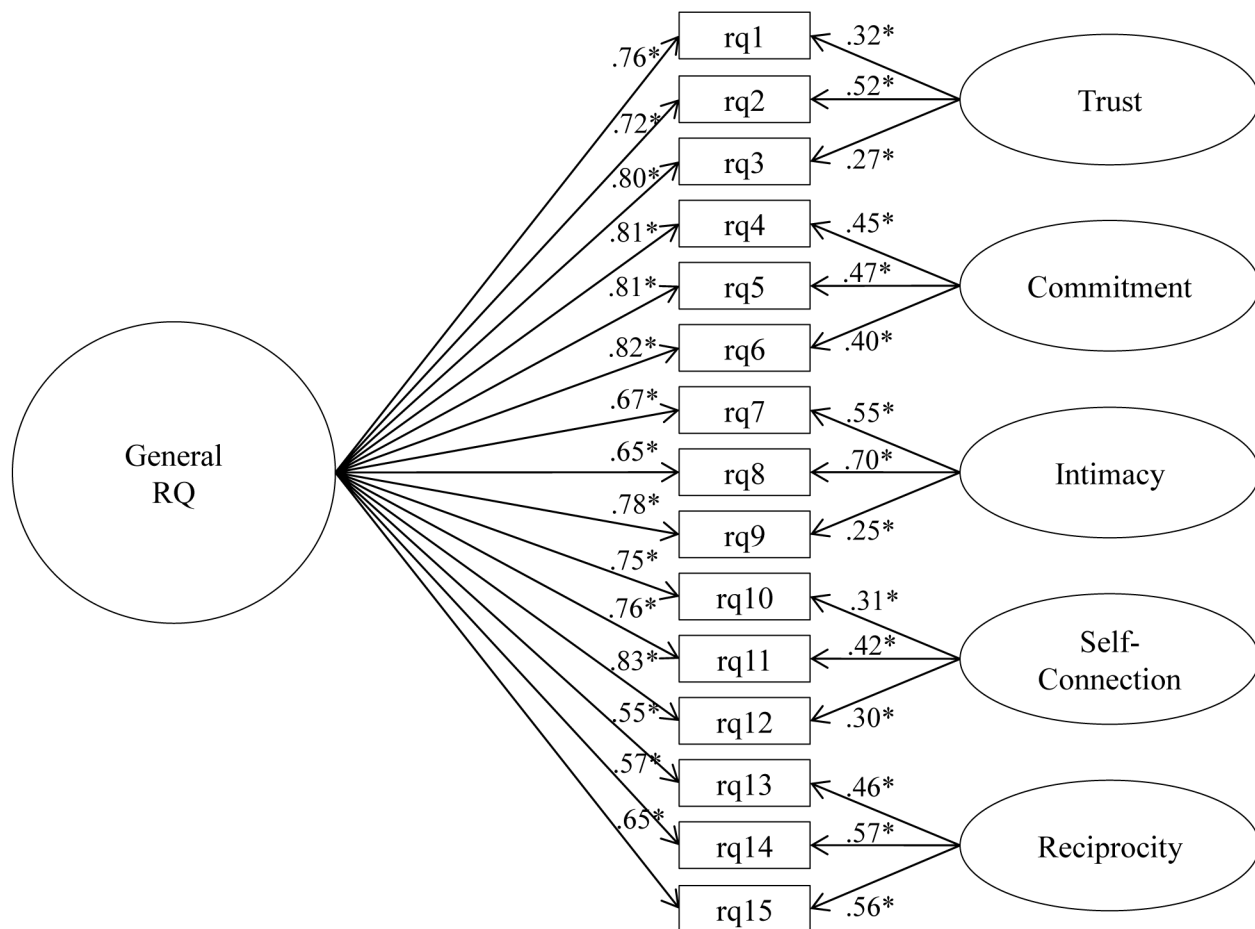 General
RQ
.76*
.72*
.80*
.81*
.81*
.82*
.67*
.65*
.78*
.75*
.76*
.83*
.55*
.57*
.65*
rq1
rq2
rq3
rq4
rq5
rq6
rq7
rq8
rq9
rq10
rq11
rq12
rq13
rq14
rq15
.32*
.52*
.27*
.45*
.47*
.40*
.55*
.70*
.25*
.31*
.42*
.30*
.46*
.57*
.56*
Trust
Commitment
Intimacy
Self-
Connection
Reciprocity